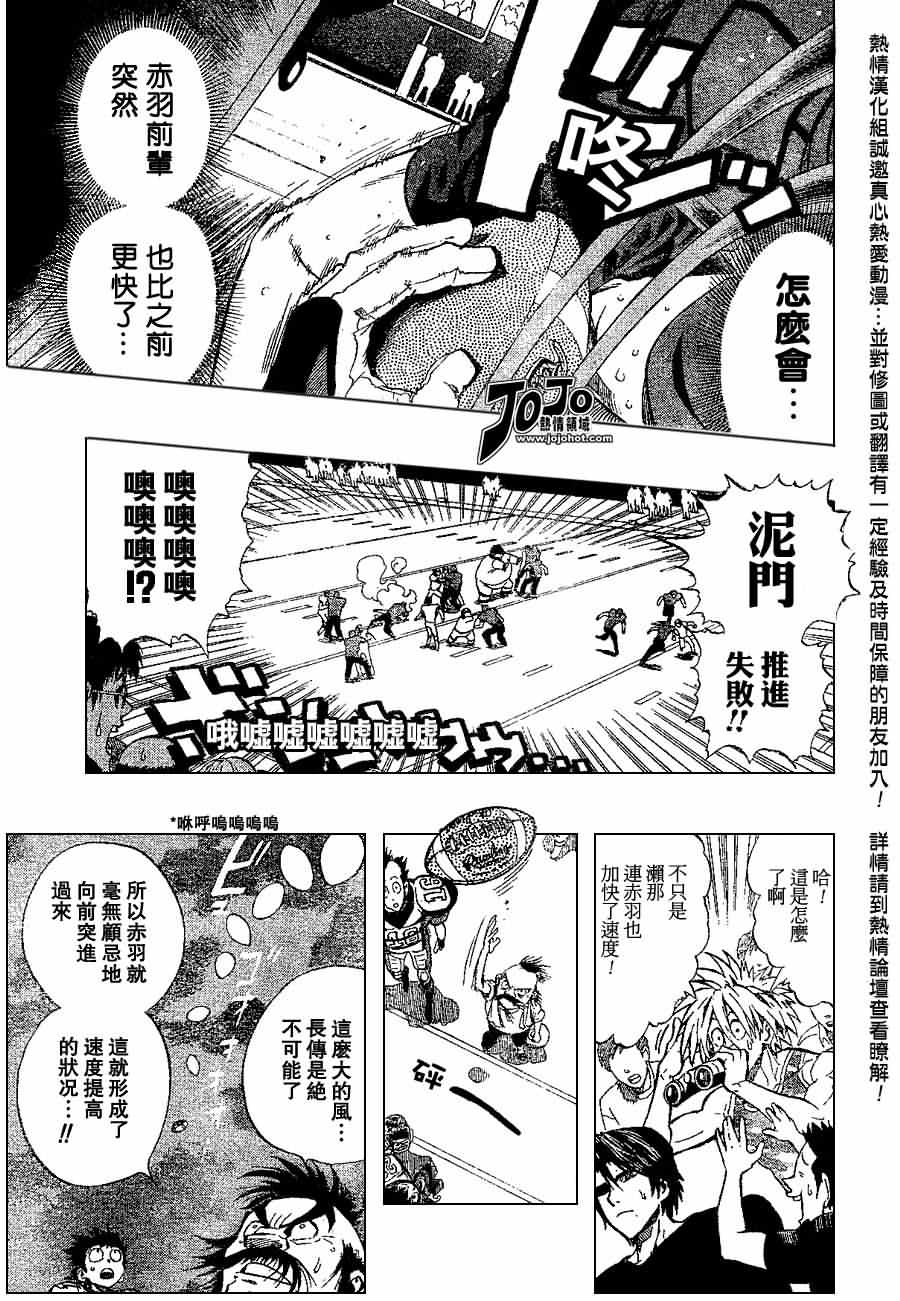 怎麼會…
咚
赤羽前輩
突然
也比之前
更快了…
JOJO
熱情領域
www.jojohot.com
泥門
推進
失敗!!
噢噢噢噢
噢噢噢!?
哦噓噓噓噓噓噓
哈!
這是怎麼
了啊
不只是
瀨那
連赤羽也
加快了速度!
砰
*咻呼嗚嗚嗚嗚
這麼大的風…
長傳是絕
不可能了
所以赤羽就
毫無顧忌地
向前突進
過來
這就形成了
速度提高
的狀況…!!
熱情漢化組誠邀真心熱愛動漫…並對修圖或翻譯有一定經驗及時間保障的朋友加入! 詳情請到熱情論壇查看瞭解!